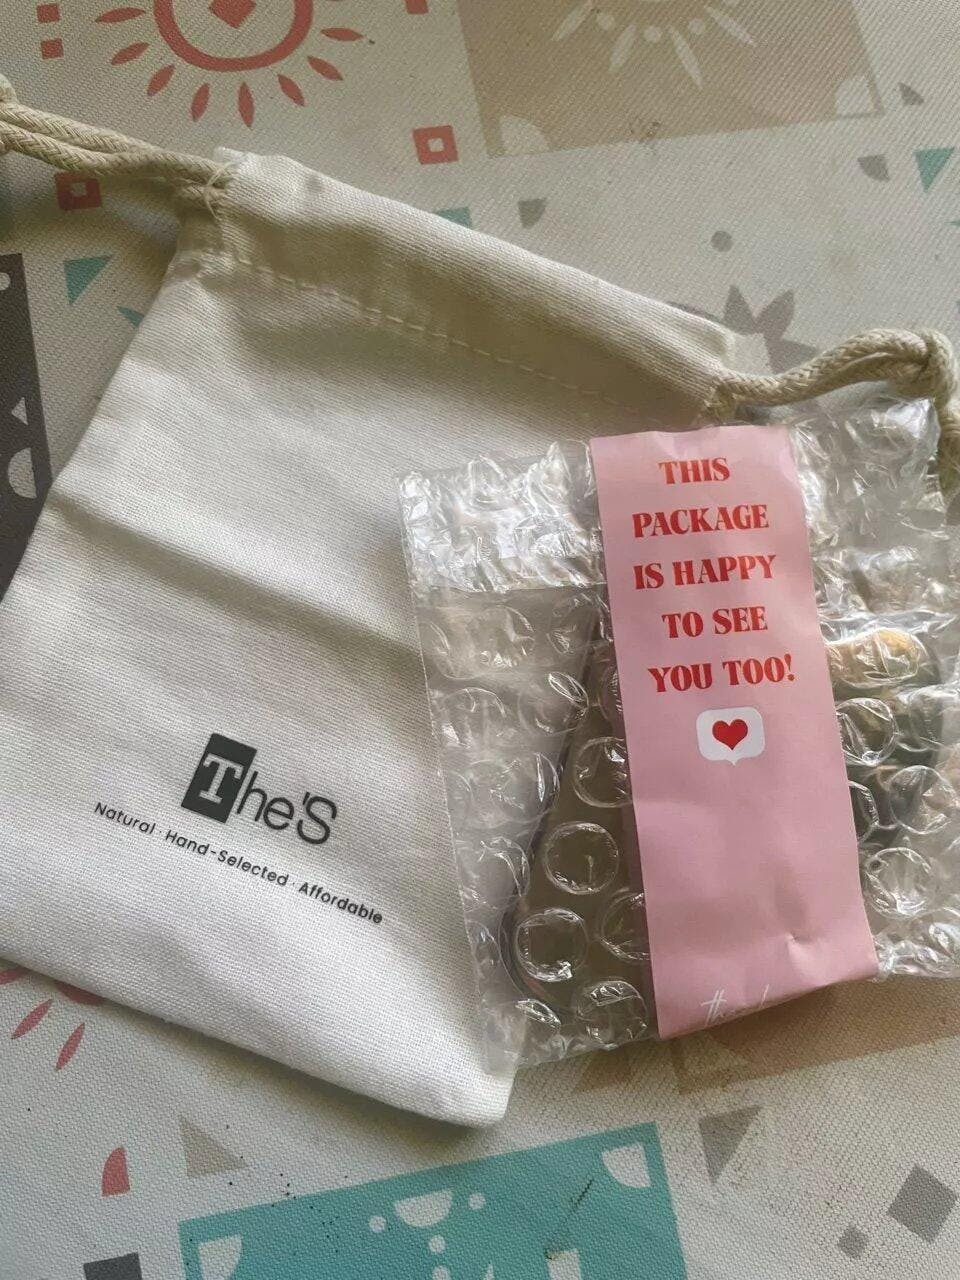 The'S
Natural · Hand-Selected · Affordable
THIS
PACKAGE
IS HAPPY
TO SEE
YOU TOO!